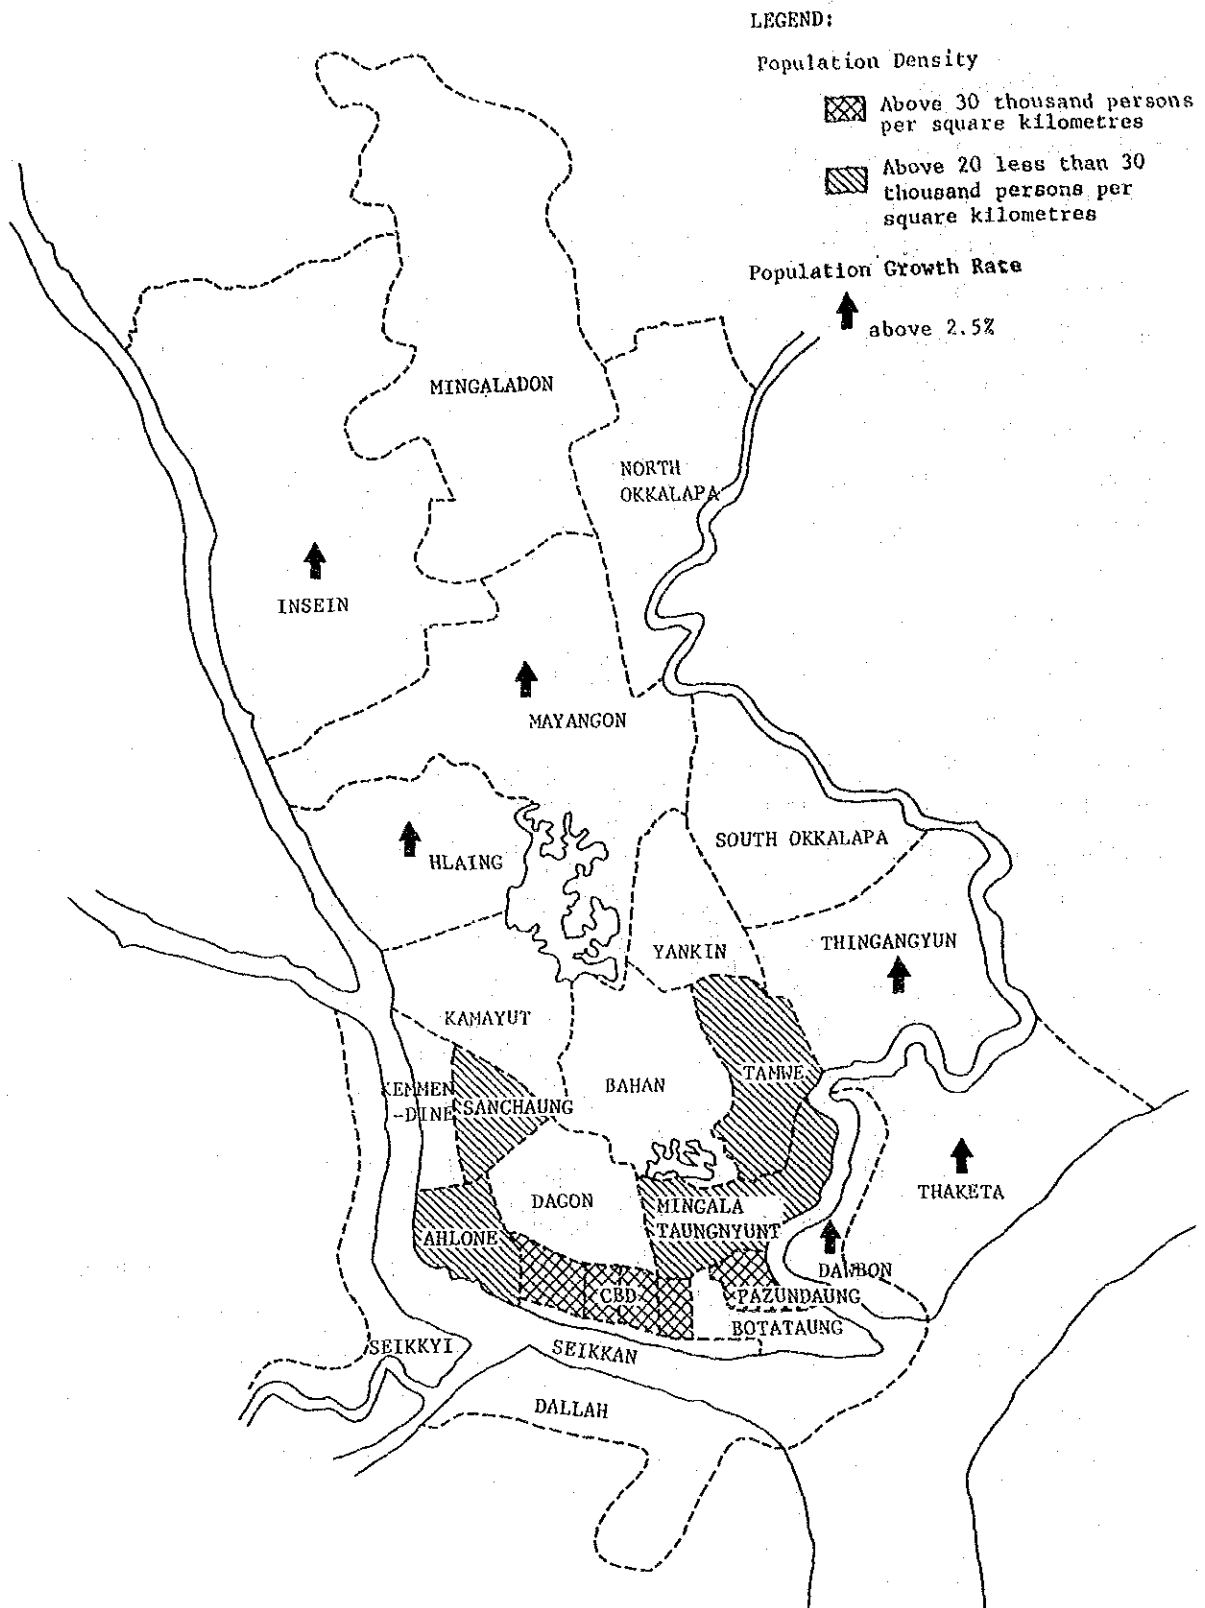 LEGEND:
Population Density
Above 30 thousand persons
per square kilometres
Above 20 less than 30
thousand persons per
square kilometres
Population Growth Rate
above 2.5%
MINGALADON
NORTH
OKKALAPA
INSEIN
MAYANGON
SOUTH OKKALAPA
HLAING
THINGANGYUN
YANKIN
KAMAYUT
TAMWE
BAHAN
KEMMEN
-DINE
SANCHAUNG
THAKETA
DAGON
MINGALA
TAUNGNYUNT
AHLONE
DAWBON
CBD
PAZUNDAUNG
BOTATAUNG
SEIKKYI
SEIKKAN
DALLAH